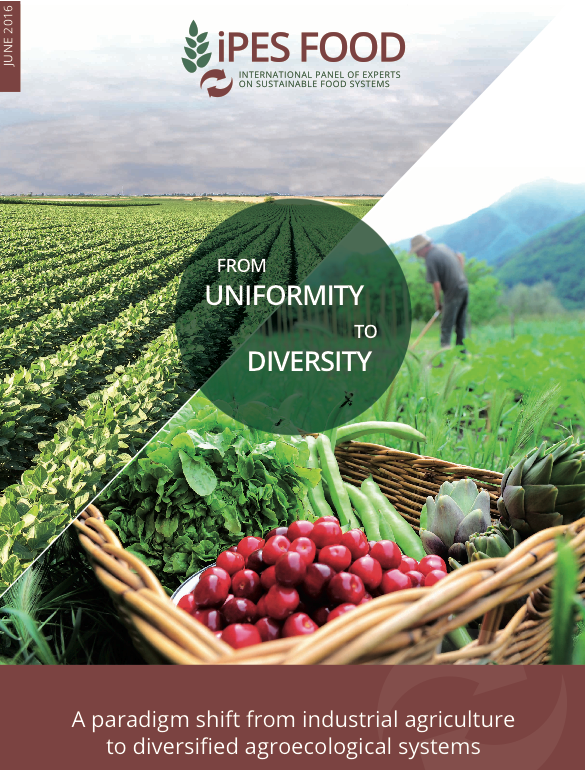 JUNE 2016
iPES FOOD
INTERNATIONAL PANEL OF EXPERTS
ON SUSTAINABLE FOOD SYSTEMS
FROM
UNIFORMITY
TO
DIVERSITY
A paradigm shift from industrial agriculture
to diversified agroecological systems